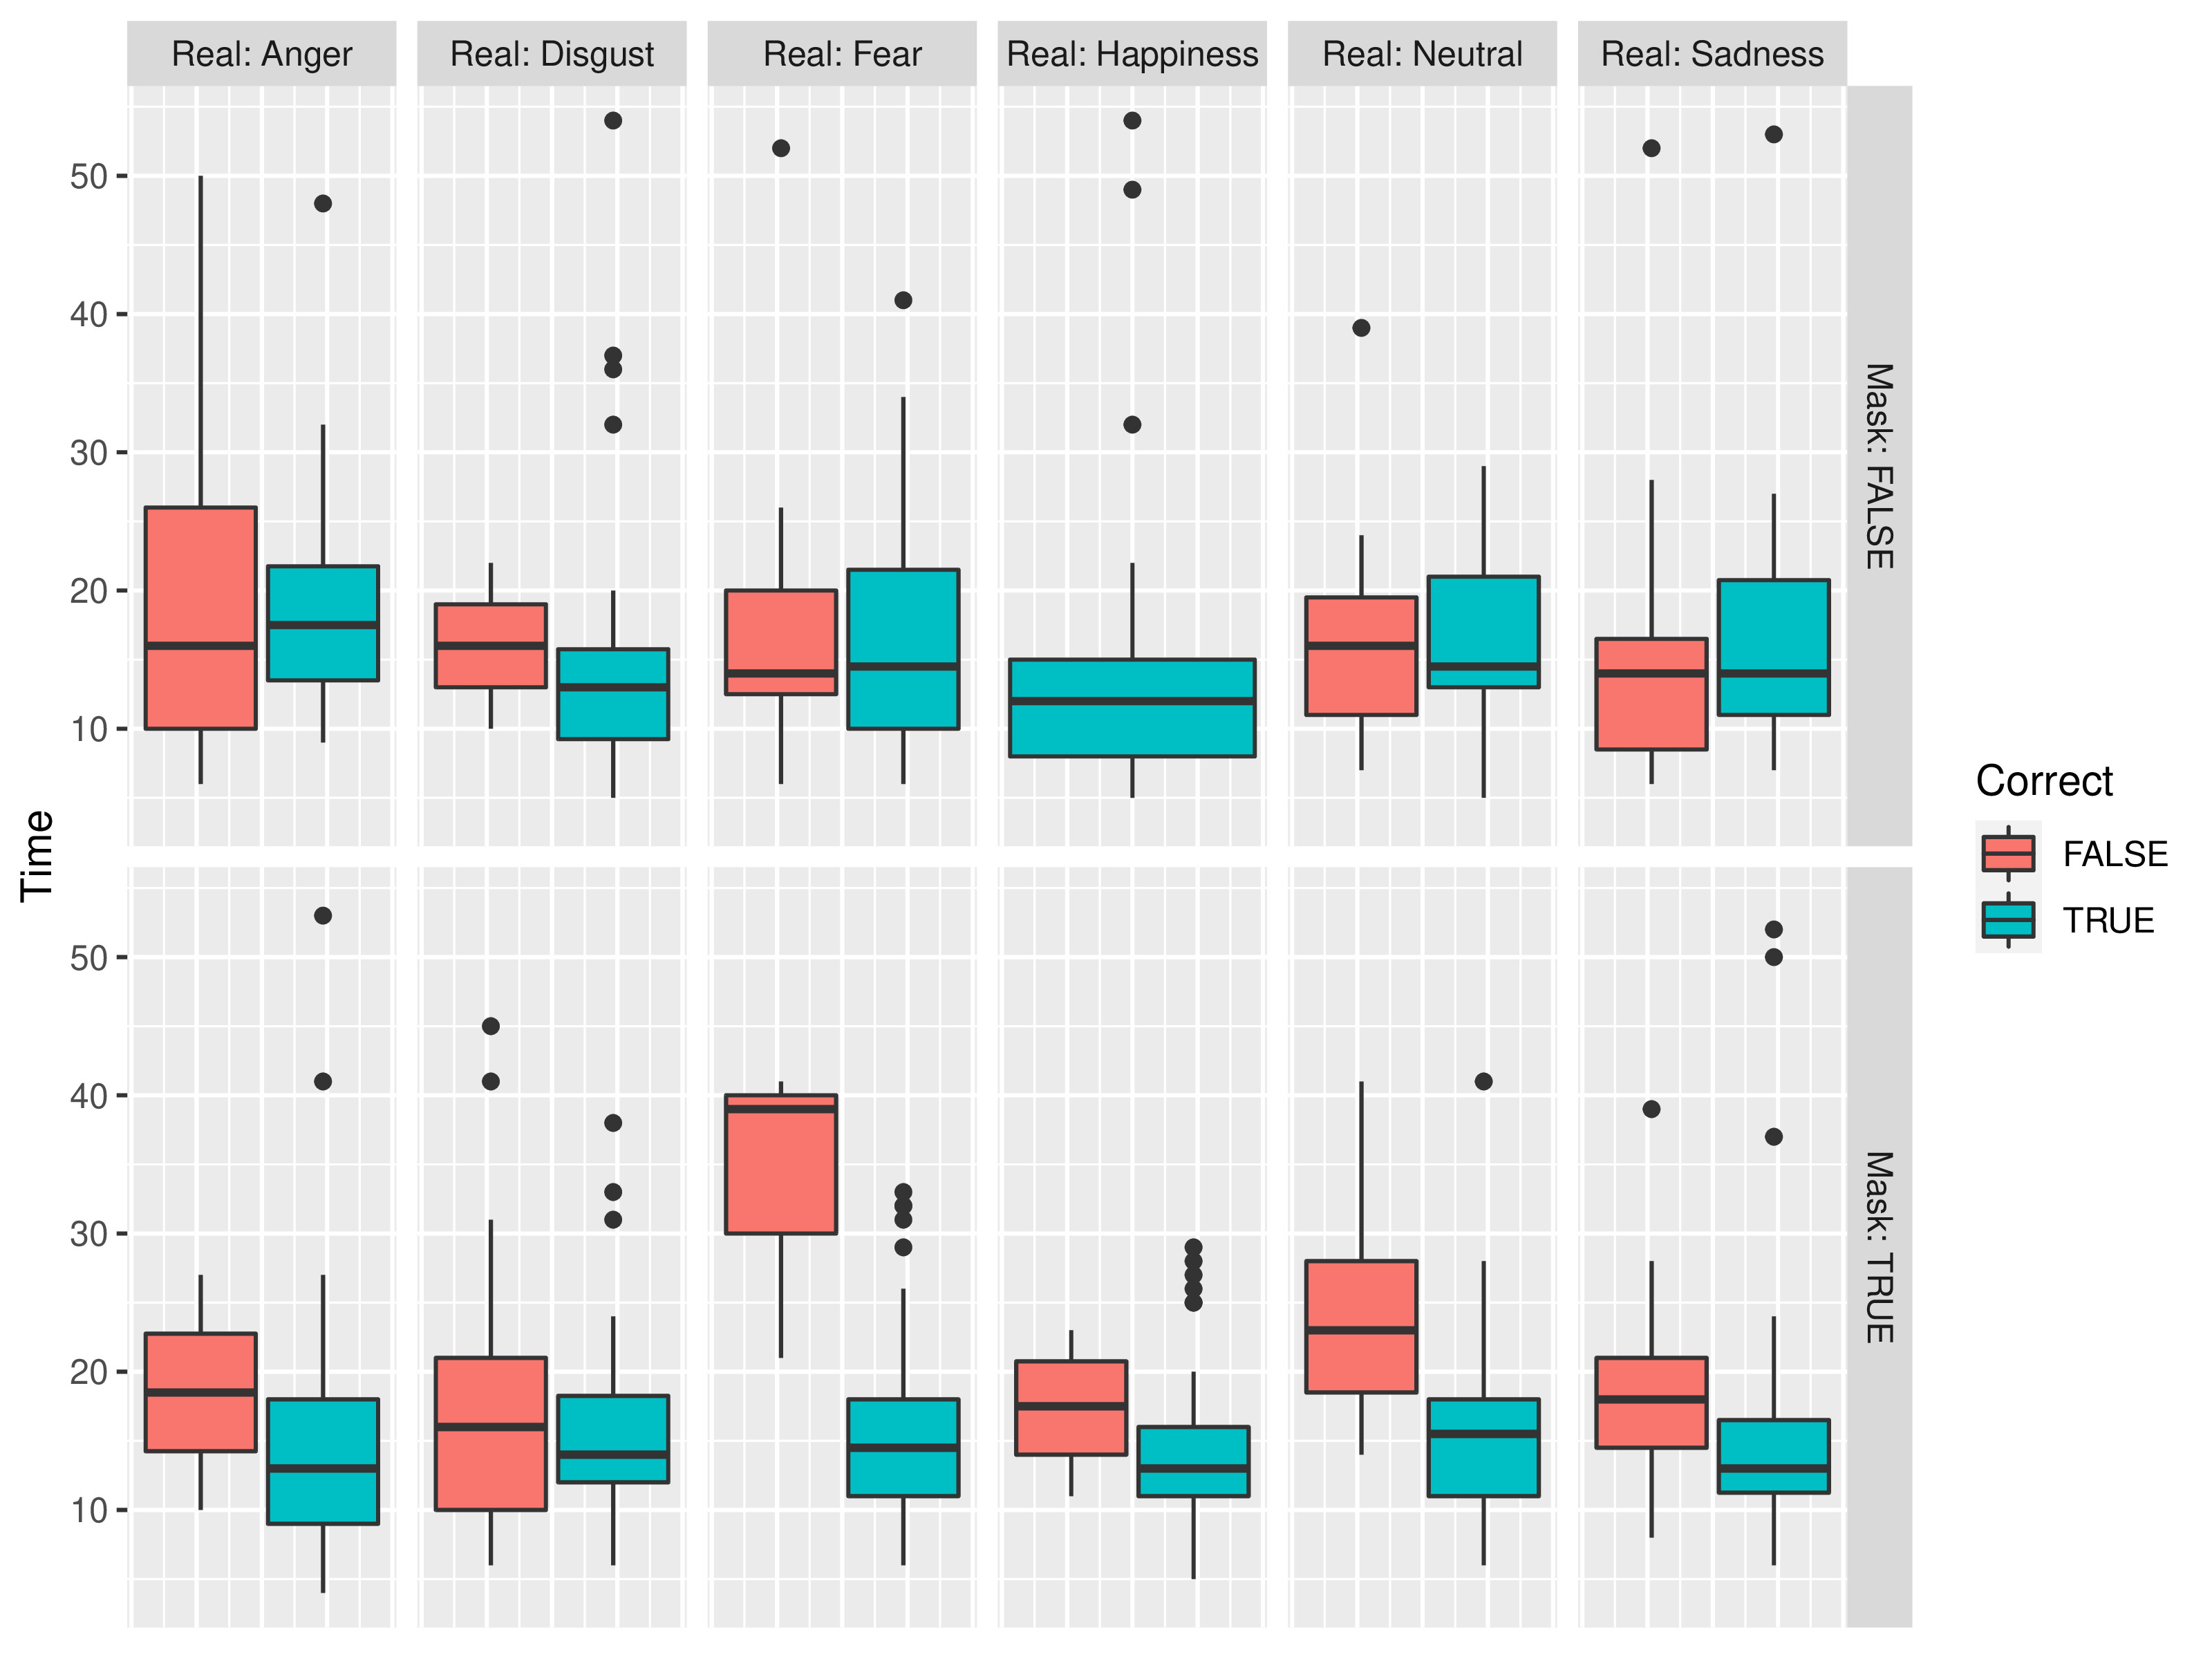 Real: Anger
Real: Disgust
Real: Fear
Real: Happiness
Real: Neutral
Real: Sadness
50
40
30
20
10
Mask: FALSE
Time
50
40
30
20
10
Mask: TRUE
Correct
FALSE
TRUE